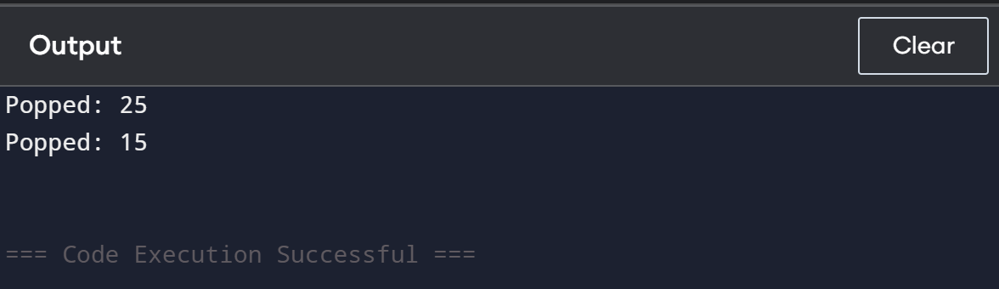 Output
Clear
Popped: 25
Popped: 15
=== Code Execution Successful ===